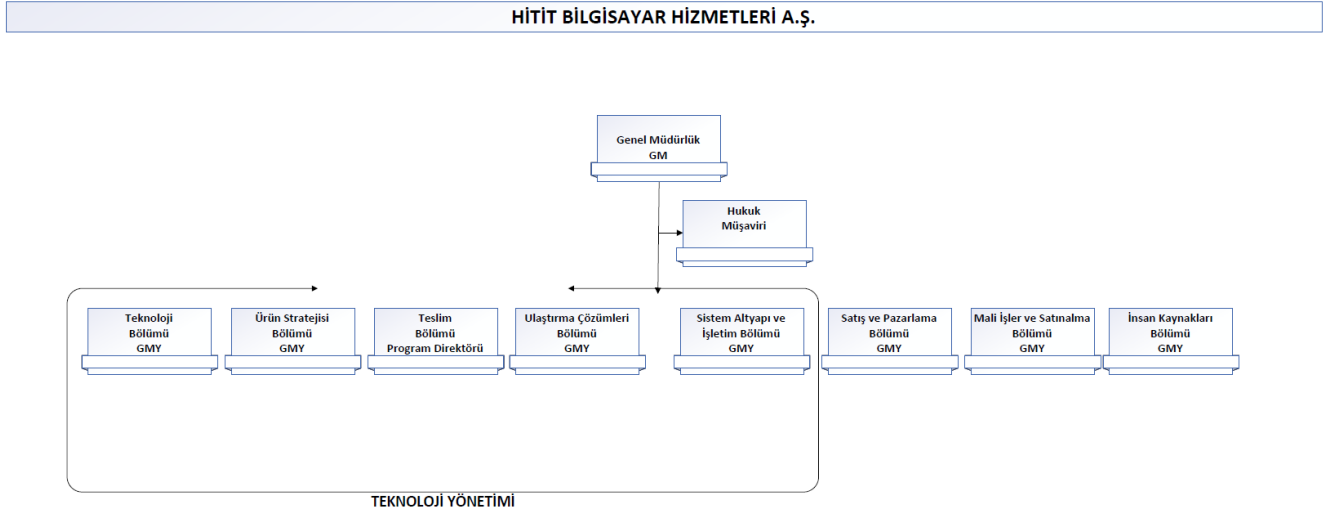 HİTİT BİLGİSAYAR HİZMETLERİ A.Ş.
Genel Müdürlük
GM
Hukuk
Müşaviri
Teknoloji
Bölümü
GMY
Ürün Stratejisi
Bölümü
GMY
Teslim
Bölümü
Program Direktörü
Ulaştırma Çözümleri
Bölümü
GMY
Sistem Altyapı ve
İşletim Bölümü
GMY
Satış ve Pazarlama
Bölümü
GMY
Mali İşler ve Satınalma
Bölümü
GMY
İnsan Kaynakları
Bölümü
GMY
TEKNOLOJİ YÖNETİMİ